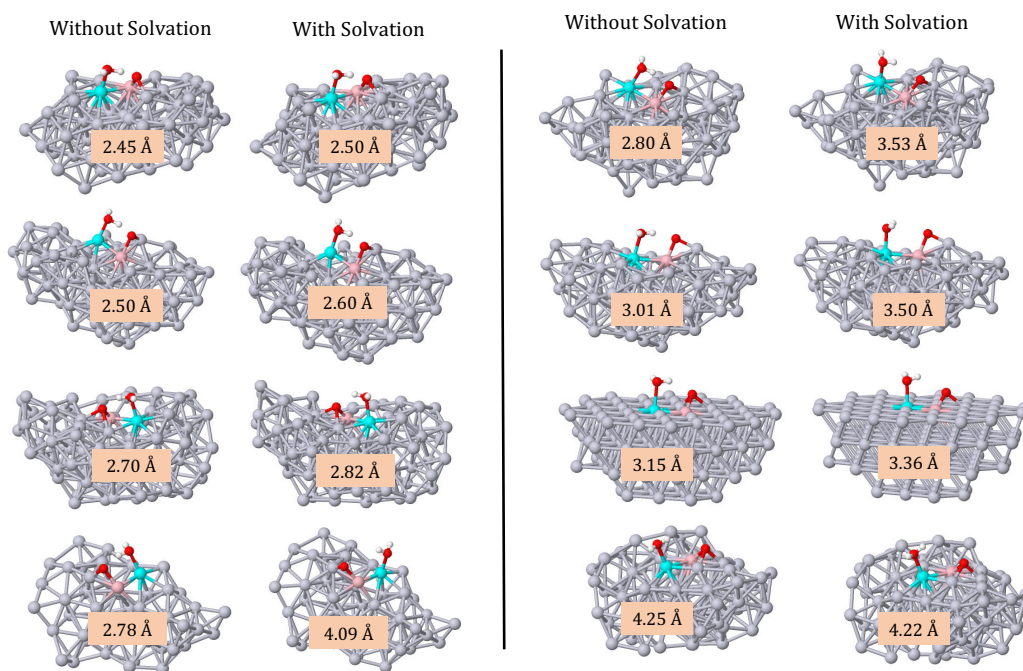 Without Solvation
With Solvation
Without Solvation
With Solvation
2.45 Å
2.50 Å
2.80 Å
3.53 Å
2.50 Å
2.60 Å
3.01 Å
3.50 Å
2.70 Å
2.82 Å
3.15 Å
3.36 Å
2.78 Å
4.09 Å
4.25 Å
4.22 Å